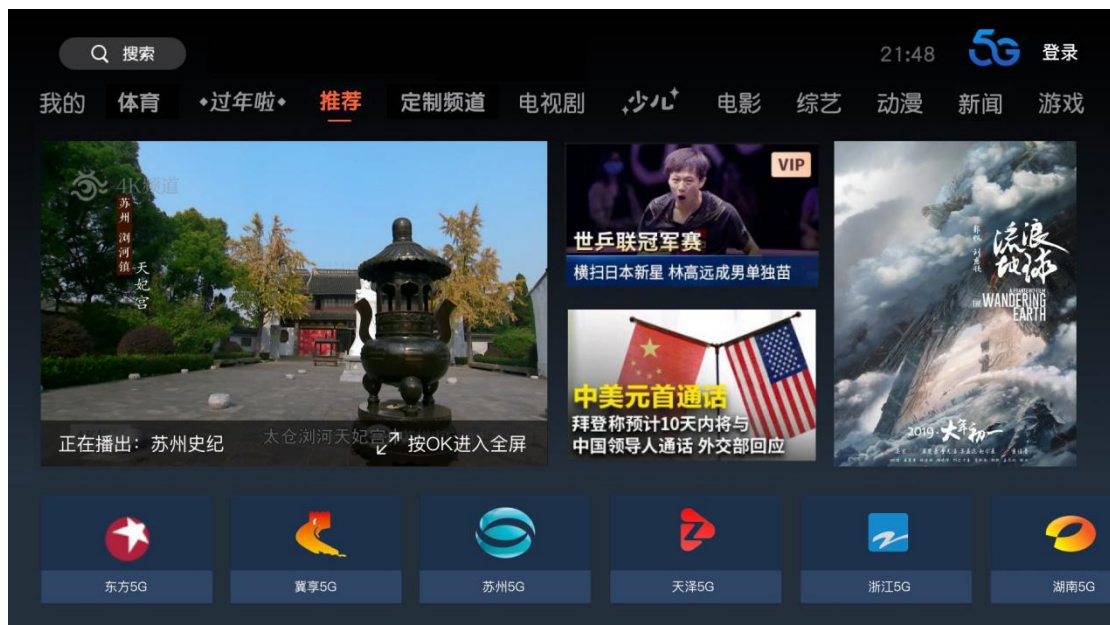 搜索
21:48
5G
登录
我的
体育
过年啦
推荐
定制频道
电视剧
少儿
电影
综艺
动漫
新闻
游戏
4K频道
苏州 浏河镇
天妃宫
正在播出：苏州史纪
太仓浏河天妃宫
按OK进入全屏
VIP
世乒联冠军赛
横扫日本新星 林高远成男单独苗
中美元首通话
拜登称预计10天内将与
中国领导人通话 外交部回应
流浪
地球
THE WANDERING
EARTH
2019·大年初一
东方5G
冀享5G
苏州5G
天泽5G
浙江5G
湖南5G